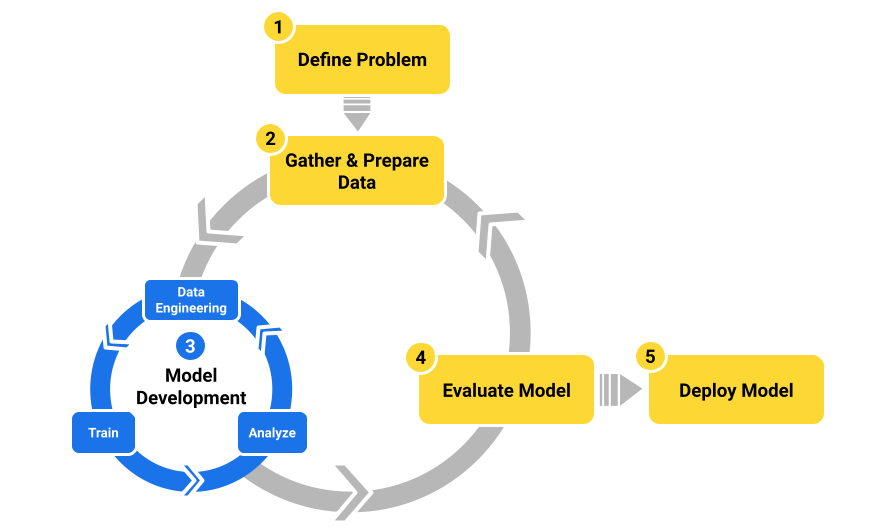 1
Define Problem
2
Gather & Prepare
Data
Data
Engineering
3
Model
Development
Train
Analyze
4
Evaluate Model
5
Deploy Model